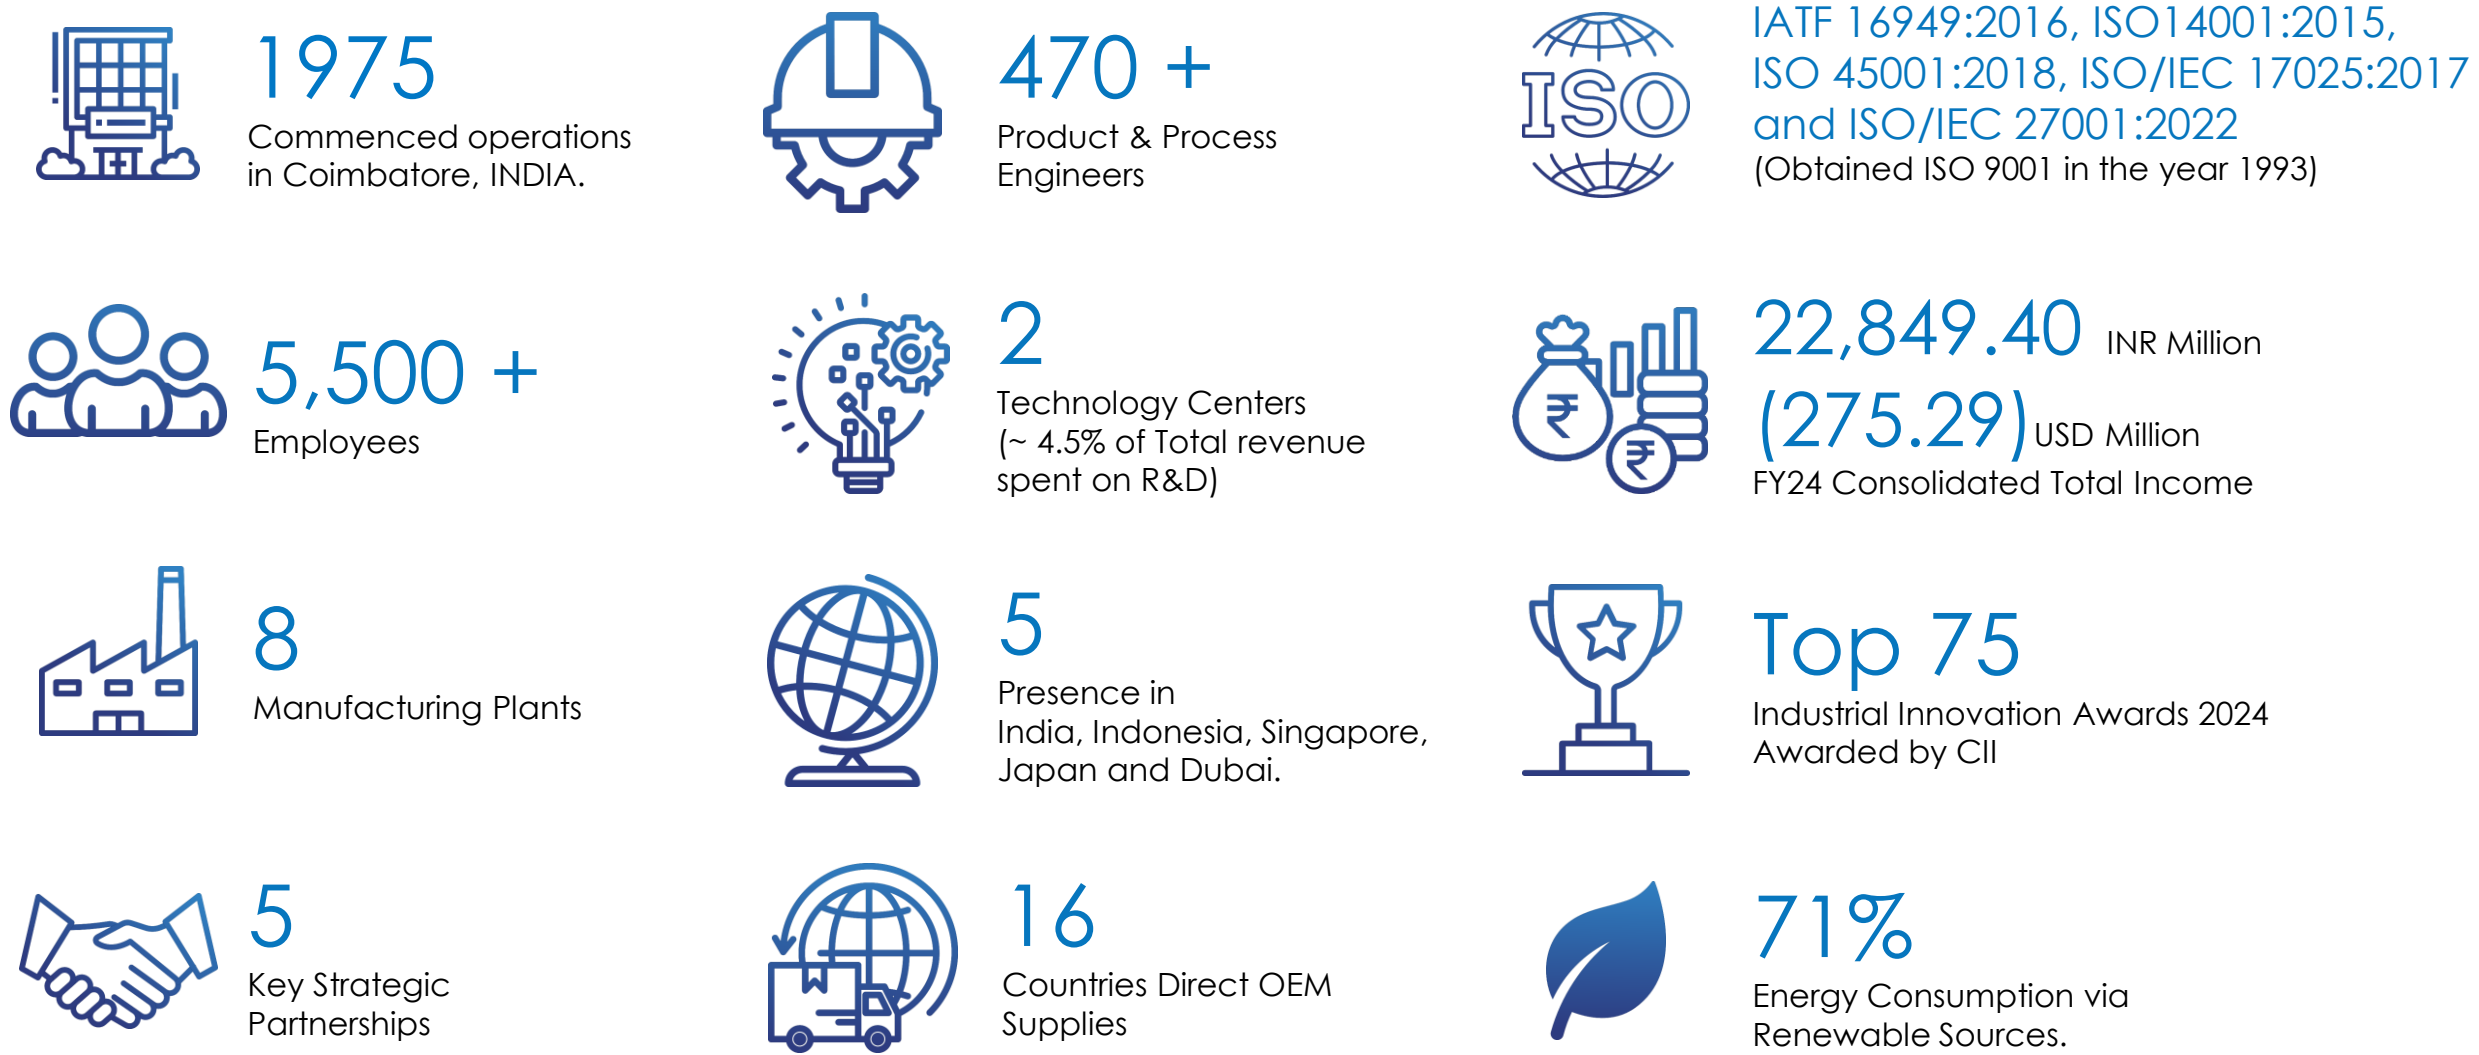 1975
Commenced operations
in Coimbatore, INDIA.
470 +
Product & Process
Engineers
ISO
IATF 16949:2016, ISO14001:2015,
ISO 45001:2018, ISO/IEC 17025:2017
and ISO/IEC 27001:2022
(Obtained ISO 9001 in the year 1993)
5,500 +
Employees
2
Technology Centers
(~ 4.5% of Total revenue
spent on R&D)
₹
₹
22,849.40 INR Million
(275.29) USD Million
FY24 Consolidated Total Income
8
Manufacturing Plants
5
Presence in
India, Indonesia, Singapore,
Japan and Dubai.
Top 75
Industrial Innovation Awards 2024
Awarded by CII
5
Key Strategic
Partnerships
16
Countries Direct OEM
Supplies
71%
Energy Consumption via
Renewable Sources.